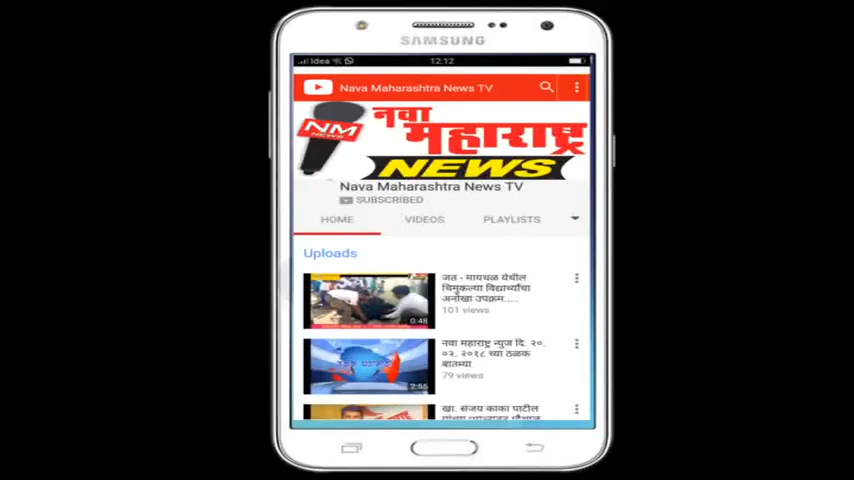 SAMSUNG
Idea
12:12
Nava Maharashtra News TV
NM
NEWS
नवा
महाराष्ट्र
NEWS
Nava Maharashtra News TV
SUBSCRIBED
HOME VIDEOS PLAYLISTS
Uploads
जत - मायथळ येथील
चिमुकल्या विद्यार्थ्यांचा
अनोखा उपक्रम.....
101 views
0:48
नवा महाराष्ट्र न्युज दि. २०.
०२. २०१८ च्या ठळक
बातम्या
79 views
2:55
खा. संजय काका पाटील